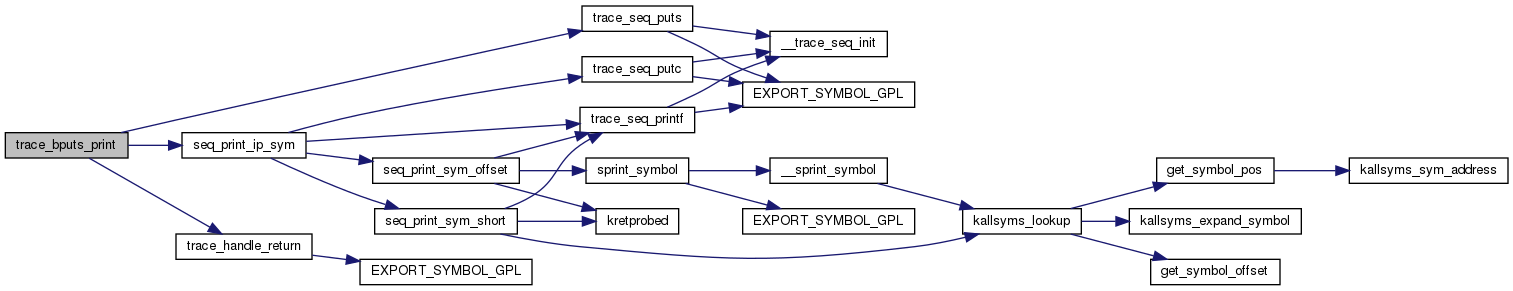 trace_bputs_print
seq_print_ip_sym
trace_handle_return
trace_seq_puts
trace_seq_putc
trace_seq_printf
seq_print_sym_offset
seq_print_sym_short
EXPORT_SYMBOL_GPL
__trace_seq_init
EXPORT_SYMBOL_GPL
sprint_symbol
kretprobed
__sprint_symbol
EXPORT_SYMBOL_GPL
kallsyms_lookup
get_symbol_pos
kallsyms_expand_symbol
get_symbol_offset
kallsyms_sym_address